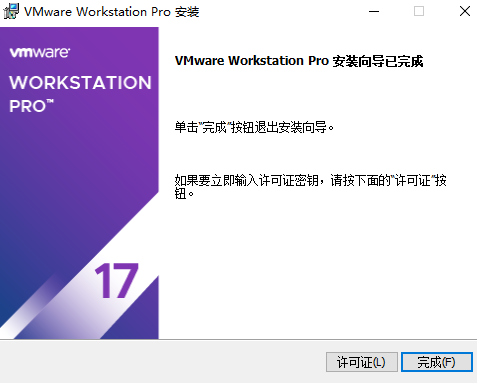 VMware Workstation Pro 安装
vmware®
WORKSTATION
PRO™
17
VMware Workstation Pro 安装向导已完成
单击"完成"按钮退出安装向导。
如果要立即输入许可证密钥，请按下面的"许可证"按
钮。
许可证(L)
完成(F)